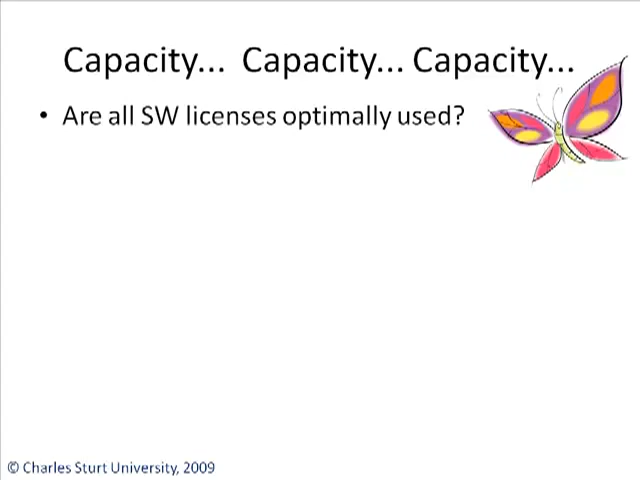 Capacity... Capacity... Capacity...
• Are all SW licenses optimally used?
© Charles Sturt University, 2009